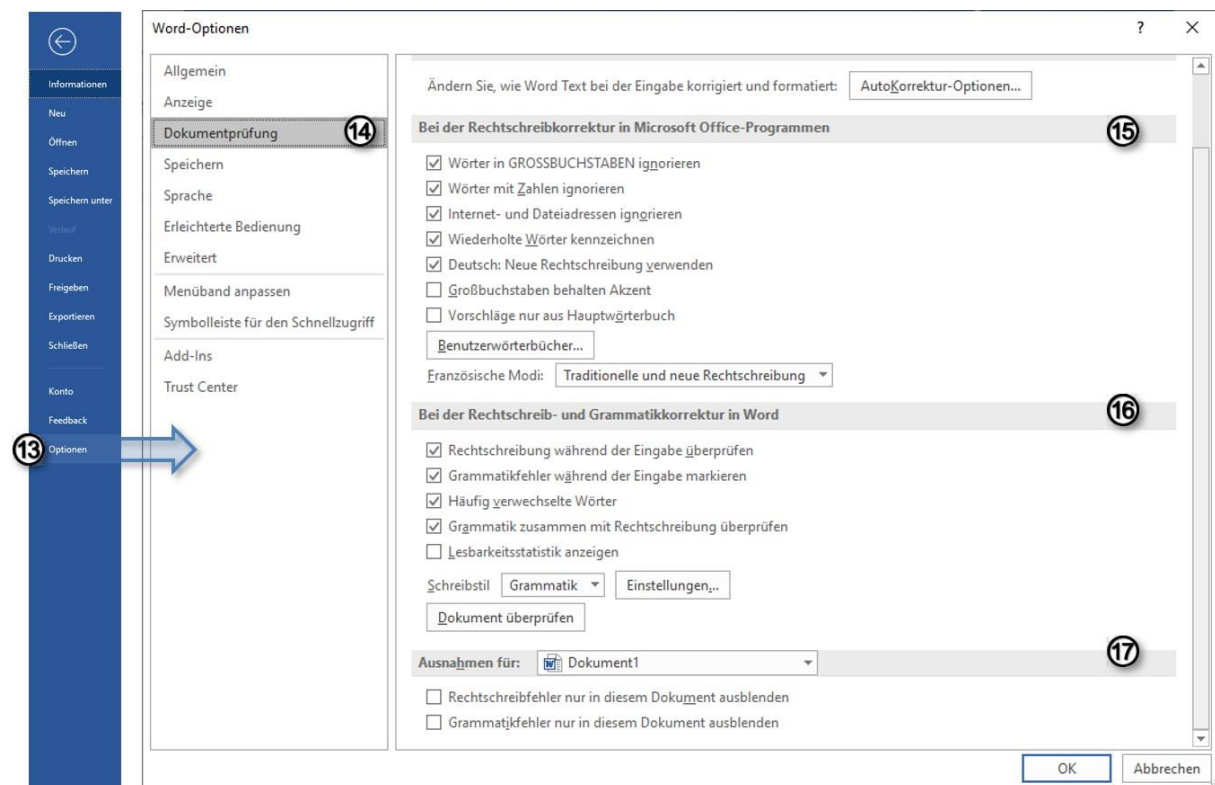 Informationen
Neu
Öffnen
Speichern
Speichern unter
Verlauf
Drucken
Freigeben
Exportieren
Schließen
Konto
Feedback
⑬ Optionen
Word-Optionen ? ✕
Allgemein
Anzeige
Dokumentprüfung ⑭
Speichern
Sprache
Erleichterte Bedienung
Erweitert
Menüband anpassen
Symbolleiste für den Schnellzugriff
Add-Ins
Trust Center
Ändern Sie, wie Word Text bei der Eingabe korrigiert und formatiert: AutoKorrektur-Optionen...
Bei der Rechtschreibkorrektur in Microsoft Office-Programmen ⑮
Wörter in GROSSBUCHSTABEN ignorieren
Wörter mit Zahlen ignorieren
Internet- und Dateiadressen ignorieren
Wiederholte Wörter kennzeichnen
Deutsch: Neue Rechtschreibung verwenden
Großbuchstaben behalten Akzent
Vorschläge nur aus Hauptwörterbuch
Benutzerwörterbücher...
Französische Modi: Traditionelle und neue Rechtschreibung
Bei der Rechtschreib- und Grammatikkorrektur in Word ⑯
Rechtschreibung während der Eingabe überprüfen
Grammatikfehler während der Eingabe markieren
Häufig verwechselte Wörter
Grammatik zusammen mit Rechtschreibung überprüfen
Lesbarkeitsstatistik anzeigen
Schreibstil Grammatik Einstellungen...
Dokument überprüfen
Ausnahmen für: Dokument1 ⑰
Rechtschreibfehler nur in diesem Dokument ausblenden
Grammatikfehler nur in diesem Dokument ausblenden
OK Abbrechen